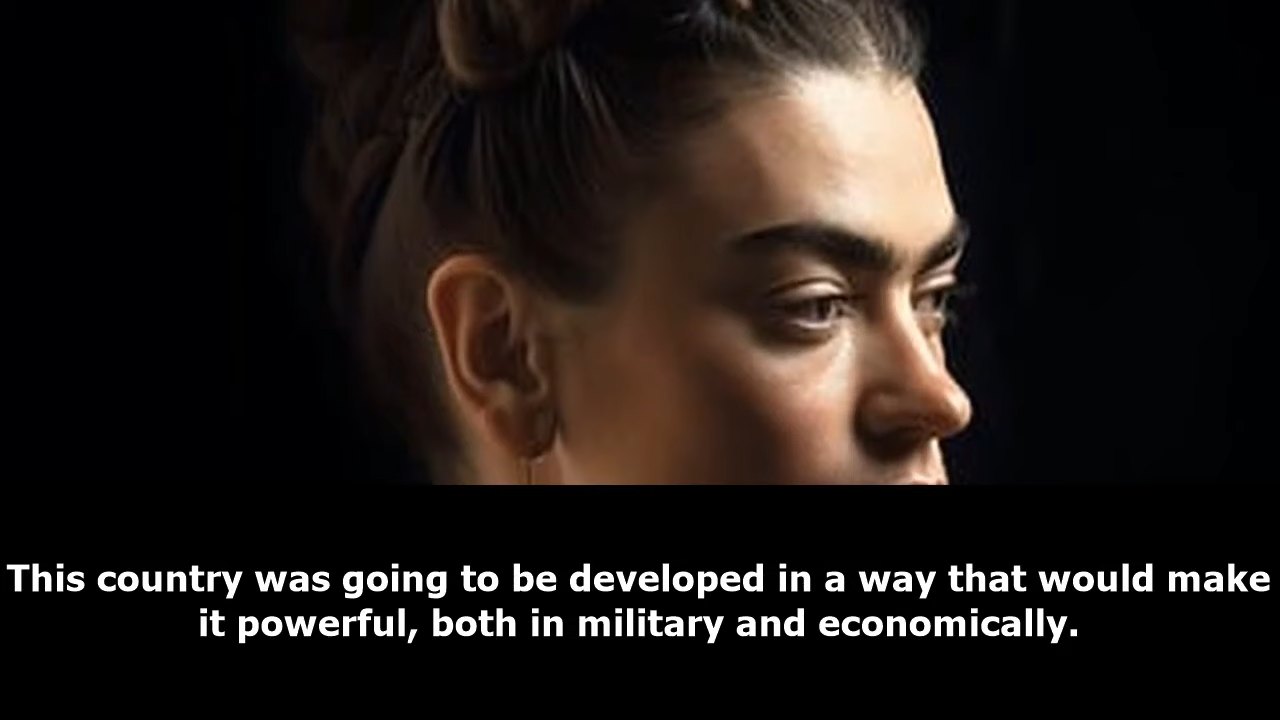 This country was going to be developed in a way that would make
it powerful, both in military and economically.